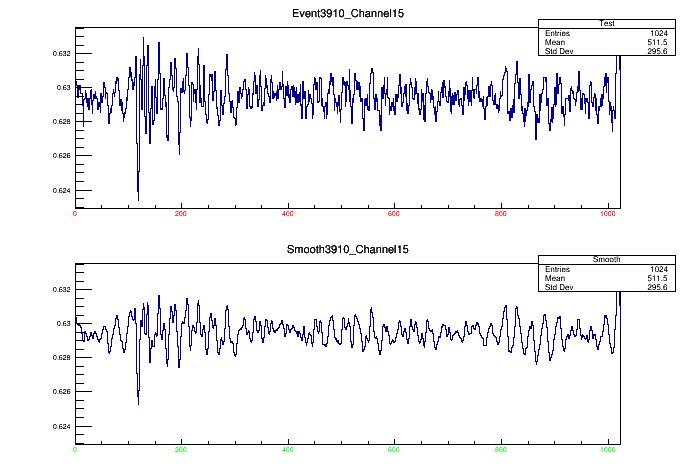 Event3910_Channel15
Test
Entries 1024
Mean 511.5
Std Dev 295.6
0.632
0.63
0.628
0.626
0.624
0 200 400 600 800 1000
Smooth3910_Channel15
Smooth
Entries 1024
Mean 511.5
Std Dev 295.6
0.632
0.63
0.628
0.626
0.624
0 200 400 600 800 1000